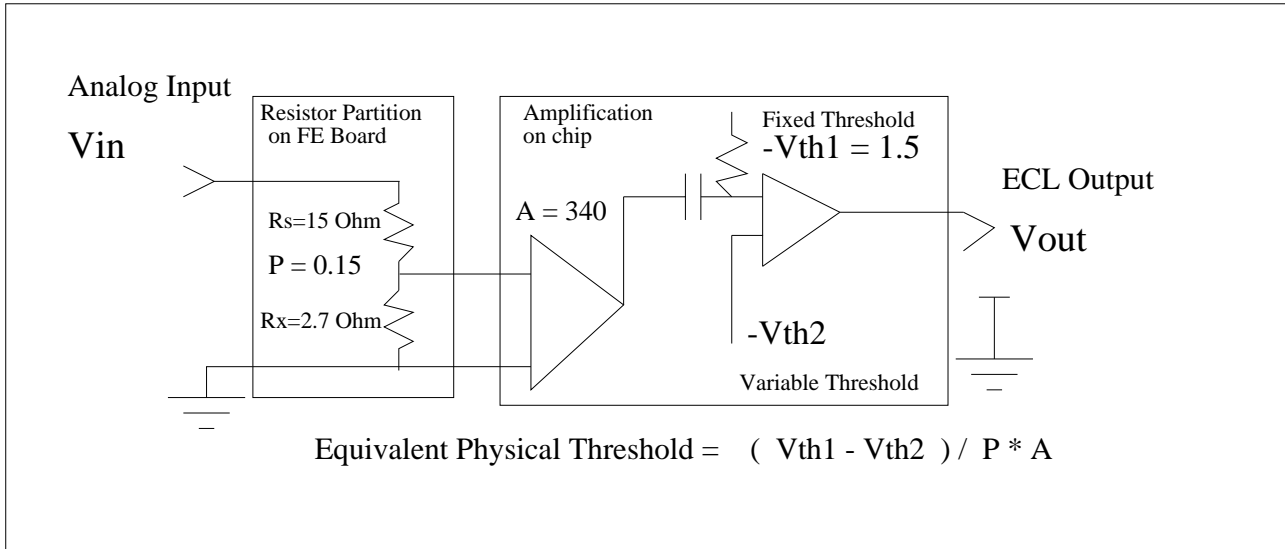 Analog Input
Vin
Resistor Partition
on FE Board
Rs=15 Ohm
P = 0.15
Rx=2.7 Ohm
Amplification
on chip
A = 340
Fixed Threshold
-Vth1 = 1.5
-Vth2
Variable Threshold
ECL Output
Vout
Equivalent Physical Threshold = ( Vth1 - Vth2 ) / P * A